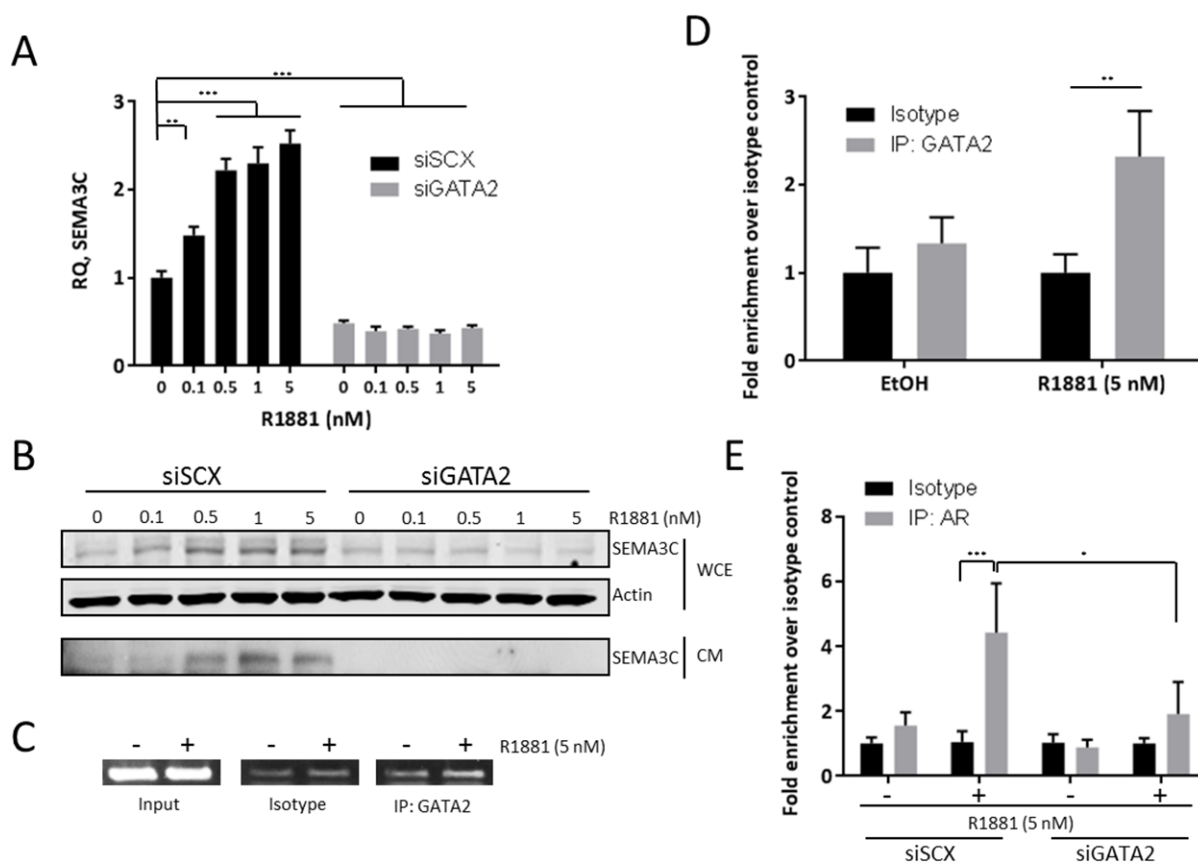 A
RQ, SEMA3C
3
2
1
0
***
***
**
siSCX
siGATA2
0 0.1 0.5 1 5 0 0.1 0.5 1 5
R1881 (nM)
B
siSCX siGATA2
0 0.1 0.5 1 5 0 0.1 0.5 1 5 R1881 (nM)
SEMA3C
Actin
WCE
SEMA3C CM
C
- + - + - + R1881 (5 nM)
Input Isotype IP: GATA2
D
Fold enrichment over isotype control
3
2
1
0
**
Isotype
IP: GATA2
EtOH R1881 (5 nM)
E
Fold enrichment over isotype control
8
6
4
2
0
Isotype
IP: AR
*** *
- + - +
R1881 (5 nM)
siSCX siGATA2